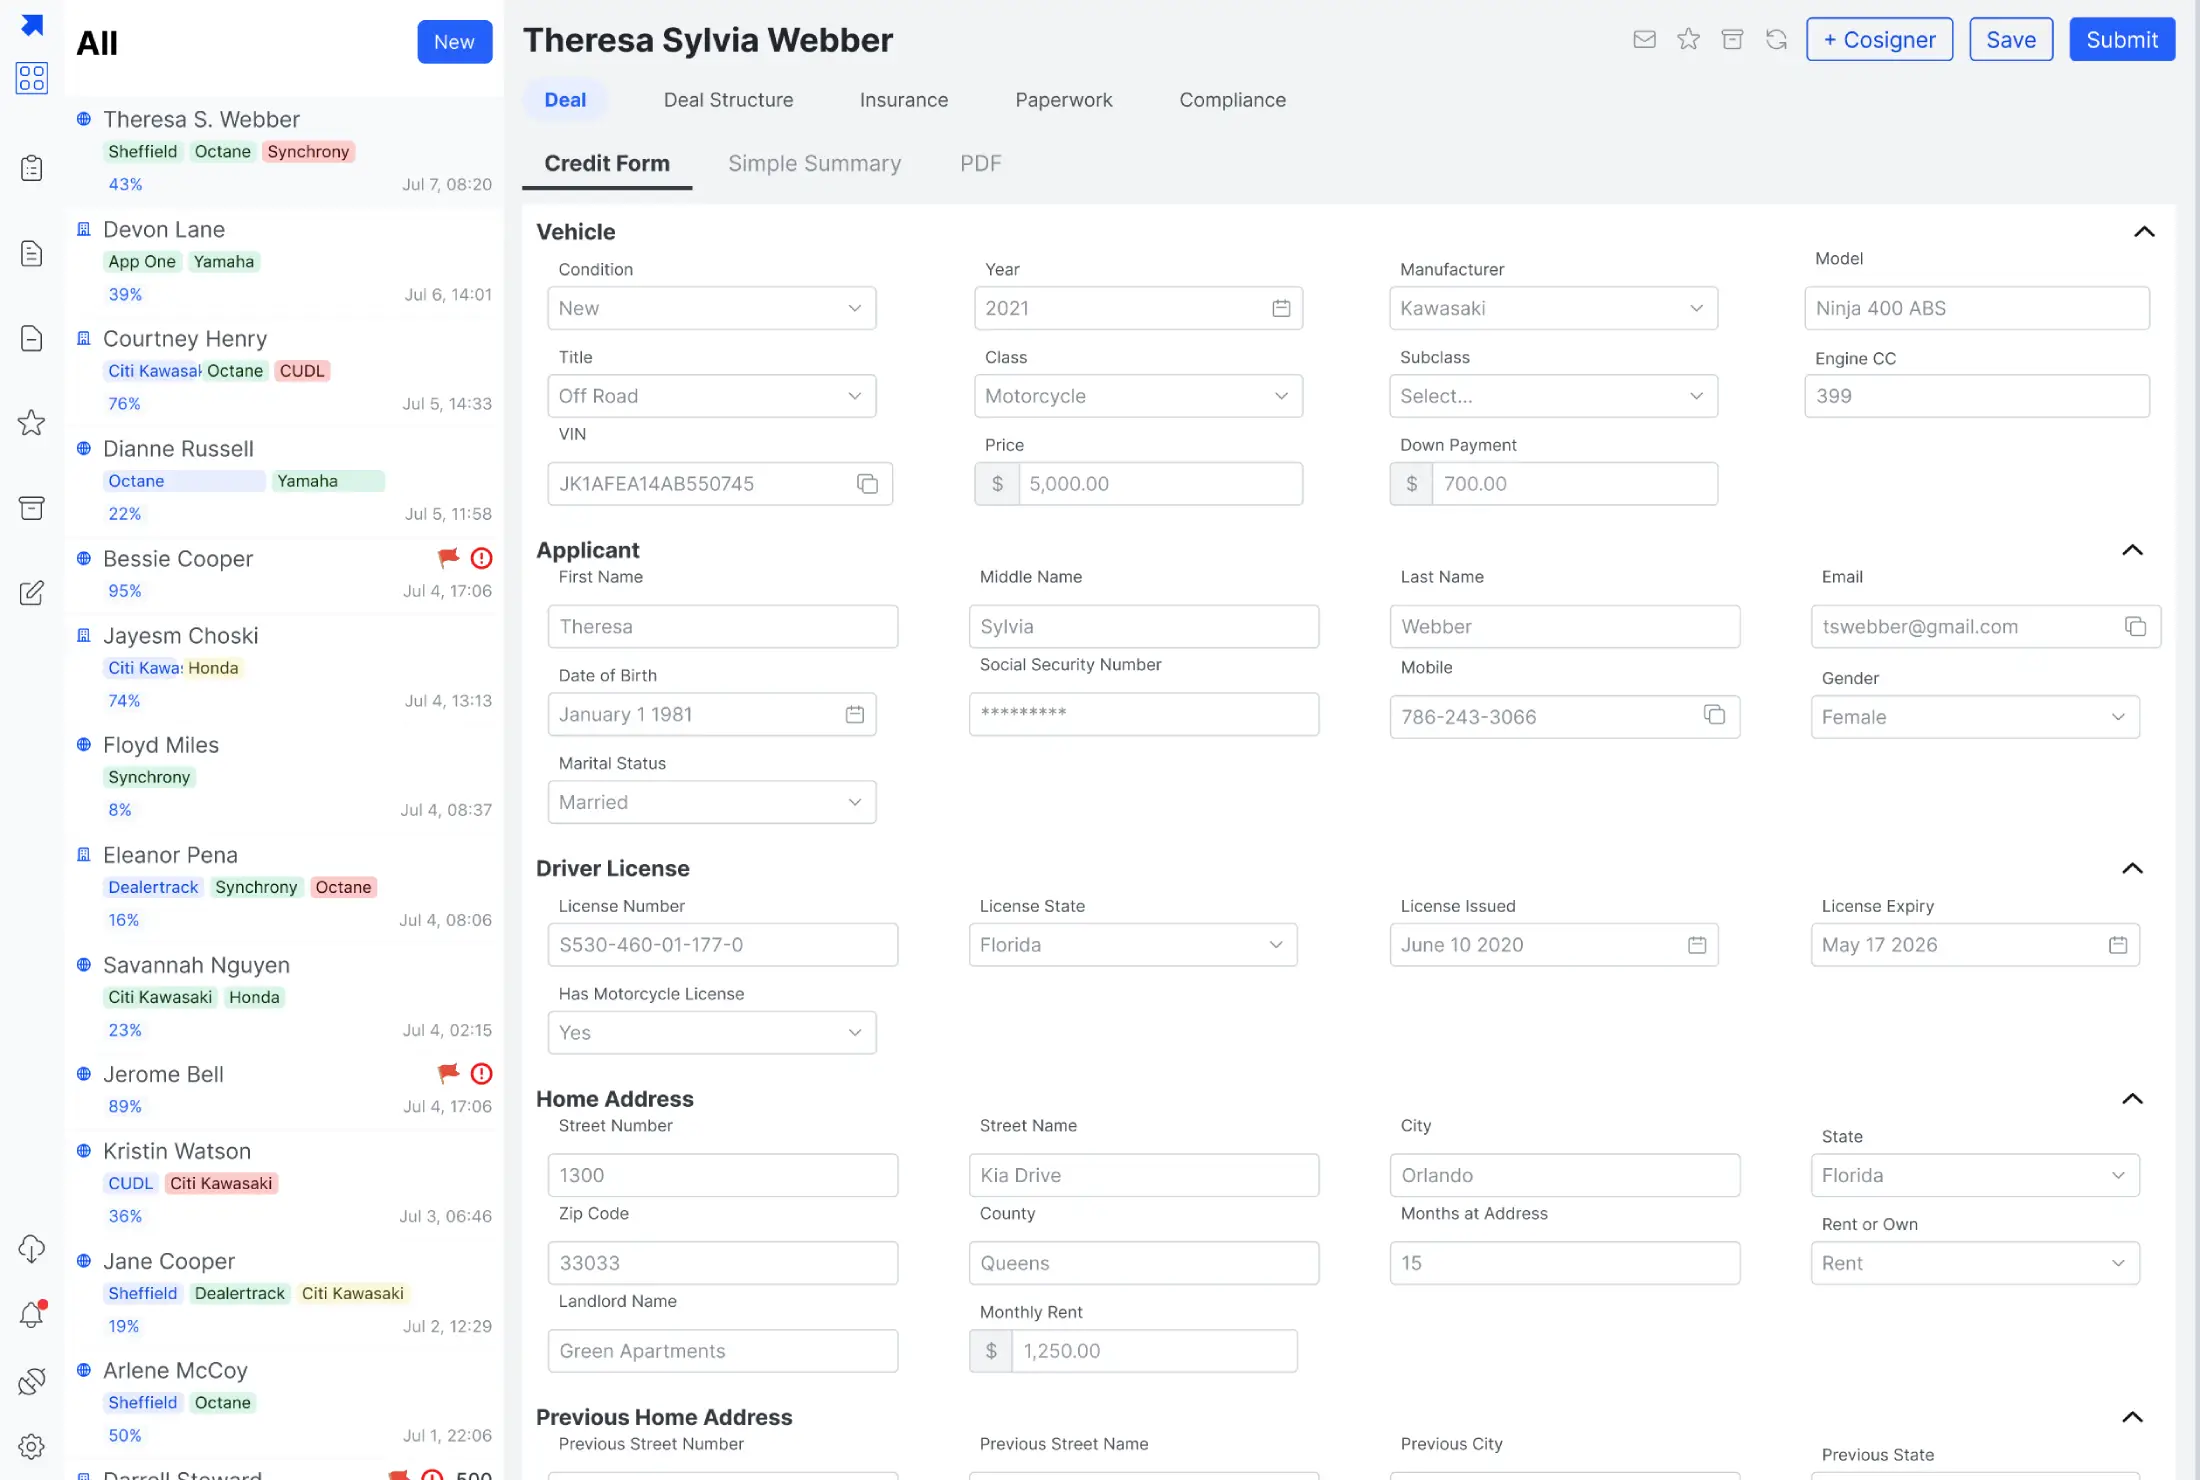 All
New
Theresa S. Webber
Sheffield Octane Synchrony
43% Jul 7, 08:20
Devon Lane
App One Yamaha
39% Jul 6, 14:01
Courtney Henry
Citi Kawasak Octane CUDL
76% Jul 5, 14:33
Dianne Russell
Octane Yamaha
22% Jul 5, 11:58
Bessie Cooper
95% Jul 4, 17:06
Jayesm Choski
Citi Kawas Honda
74% Jul 4, 13:13
Floyd Miles
Synchrony
8% Jul 4, 08:37
Eleanor Pena
Dealertrack Synchrony Octane
16% Jul 4, 08:06
Savannah Nguyen
Citi Kawasaki Honda
23% Jul 4, 02:15
Jerome Bell
89% Jul 4, 17:06
Kristin Watson
CUDL Citi Kawasaki
36% Jul 3, 06:46
Jane Cooper
Sheffield Dealertrack Citi Kawasaki
19% Jul 2, 12:29
Arlene McCoy
Sheffield Octane
50% Jul 1, 22:06
Darrell Steward 500
Theresa Sylvia Webber
+ Cosigner Save Submit
Deal Deal Structure Insurance Paperwork Compliance
Credit Form Simple Summary PDF
Vehicle
Condition Year Manufacturer Model
New 2021 Kawasaki Ninja 400 ABS
Title Class Subclass Engine CC
Off Road Motorcycle Select... 399
VIN Price Down Payment
JK1AFEA14AB550745 $ 5,000.00 $ 700.00
Applicant
First Name Middle Name Last Name Email
Theresa Sylvia Webber tswebber@gmail.com
Date of Birth Social Security Number Mobile Gender
January 1 1981 ********* 786-243-3066 Female
Marital Status
Married
Driver License
License Number License State License Issued License Expiry
S530-460-01-177-0 Florida June 10 2020 May 17 2026
Has Motorcycle License
Yes
Home Address
Street Number Street Name City State
1300 Kia Drive Orlando Florida
Zip Code County Months at Address Rent or Own
33033 Queens 15 Rent
Landlord Name Monthly Rent
Green Apartments $ 1,250.00
Previous Home Address
Previous Street Number Previous Street Name Previous City Previous State